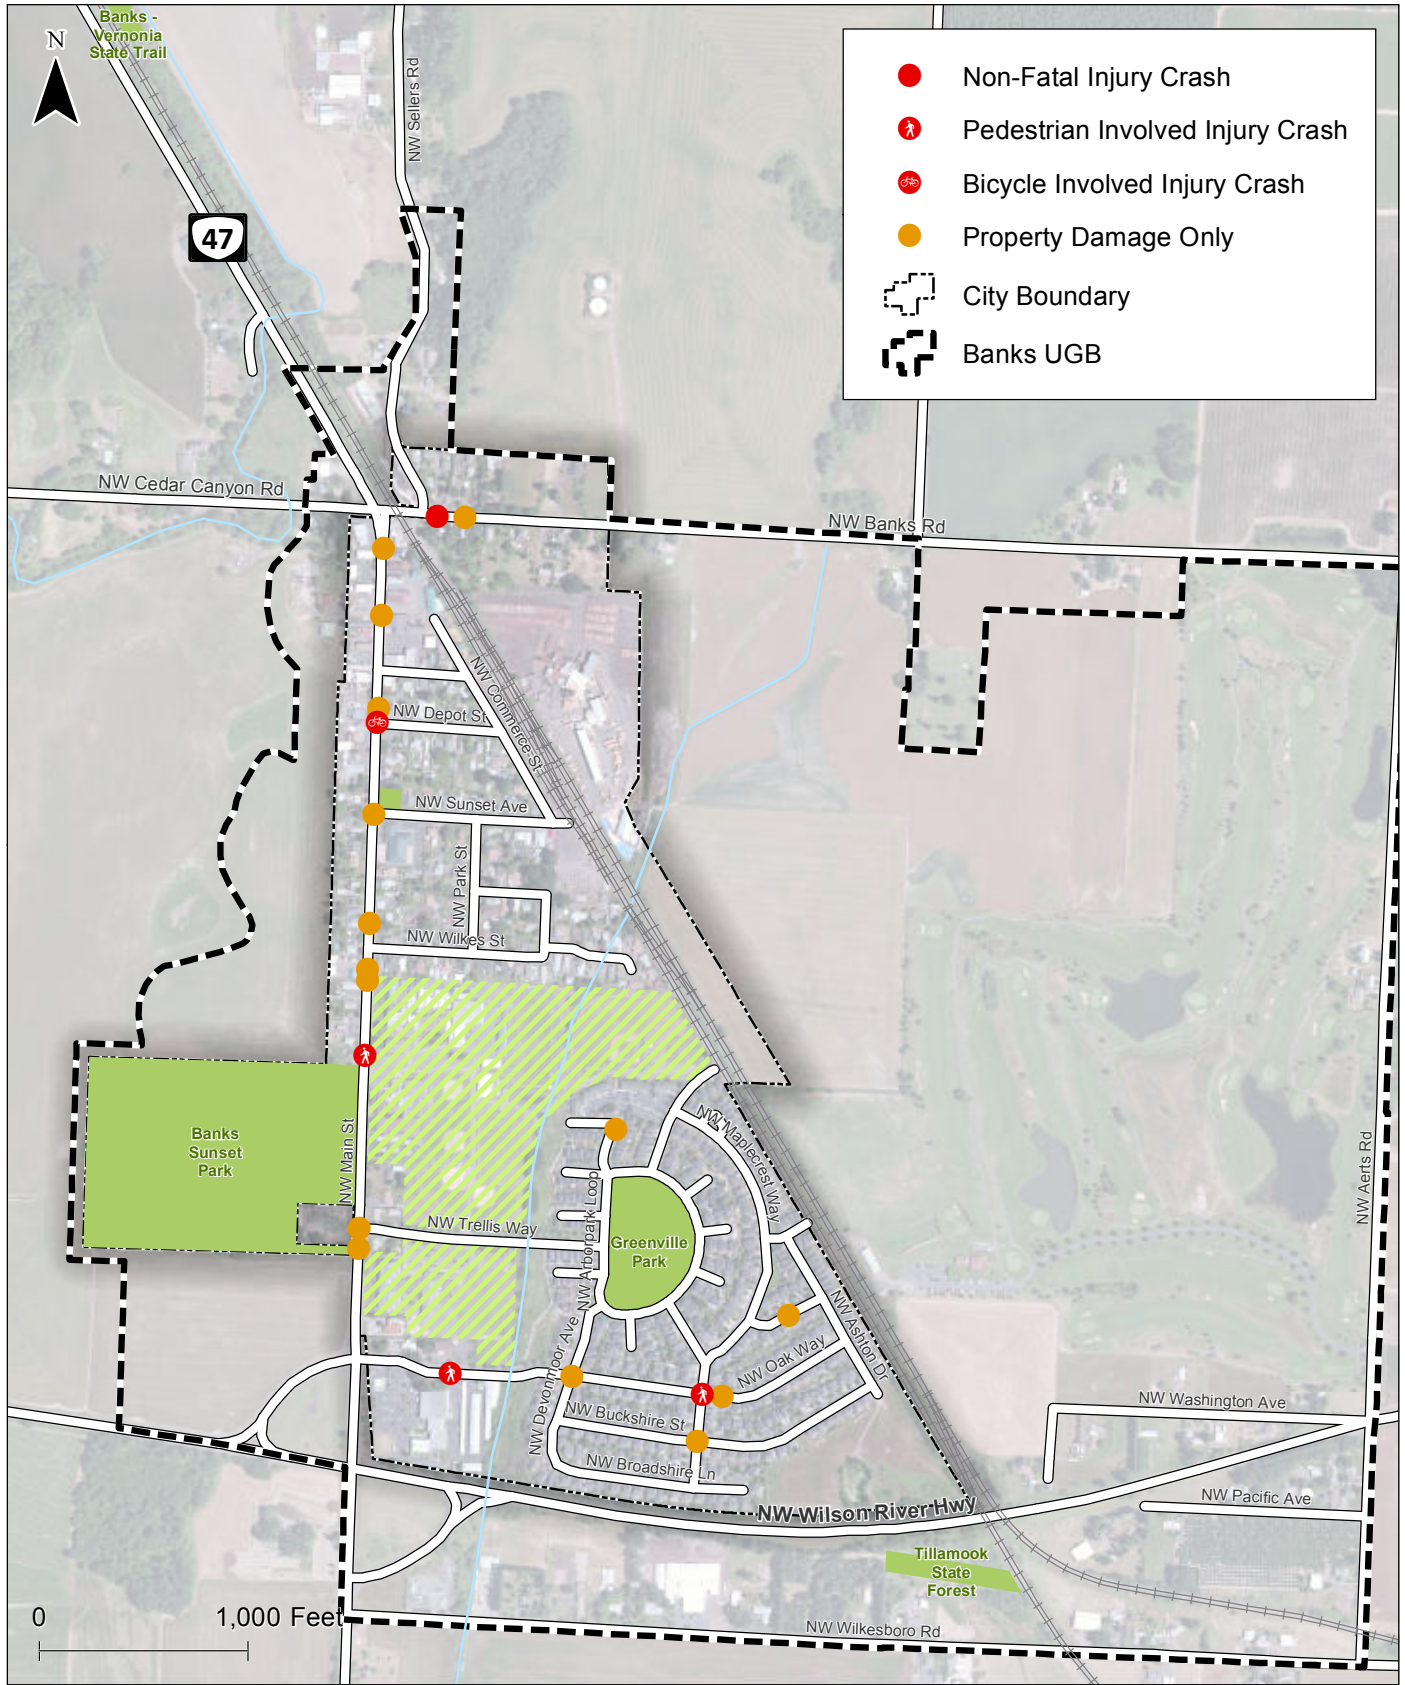 Banks -
Vernonia
State Trail
N
NW Sellers Rd
47
Non-Fatal Injury Crash
Pedestrian Involved Injury Crash
Bicycle Involved Injury Crash
Property Damage Only
City Boundary
Banks UGB
NW Cedar Canyon Rd
NW Banks Rd
NW Commerce St
NW Depot St
NW Sunset Ave
NW Park St
NW Wilkes St
Banks
Sunset
Park
NW Main St
NW Maplecrest Way
NW Aerts Rd
NW Trellis Way
NW Arborpark Loop
Greenville
Park
NW Ashton Dr
NW Devonmoor Ave
NW Oak Way
NW Buckshire St
NW Broadshire Ln
NW Washington Ave
NW Pacific Ave
NW Wilson River Hwy
Tillamook
State
Forest
NW Wilkesboro Rd
0 1,000 Feet